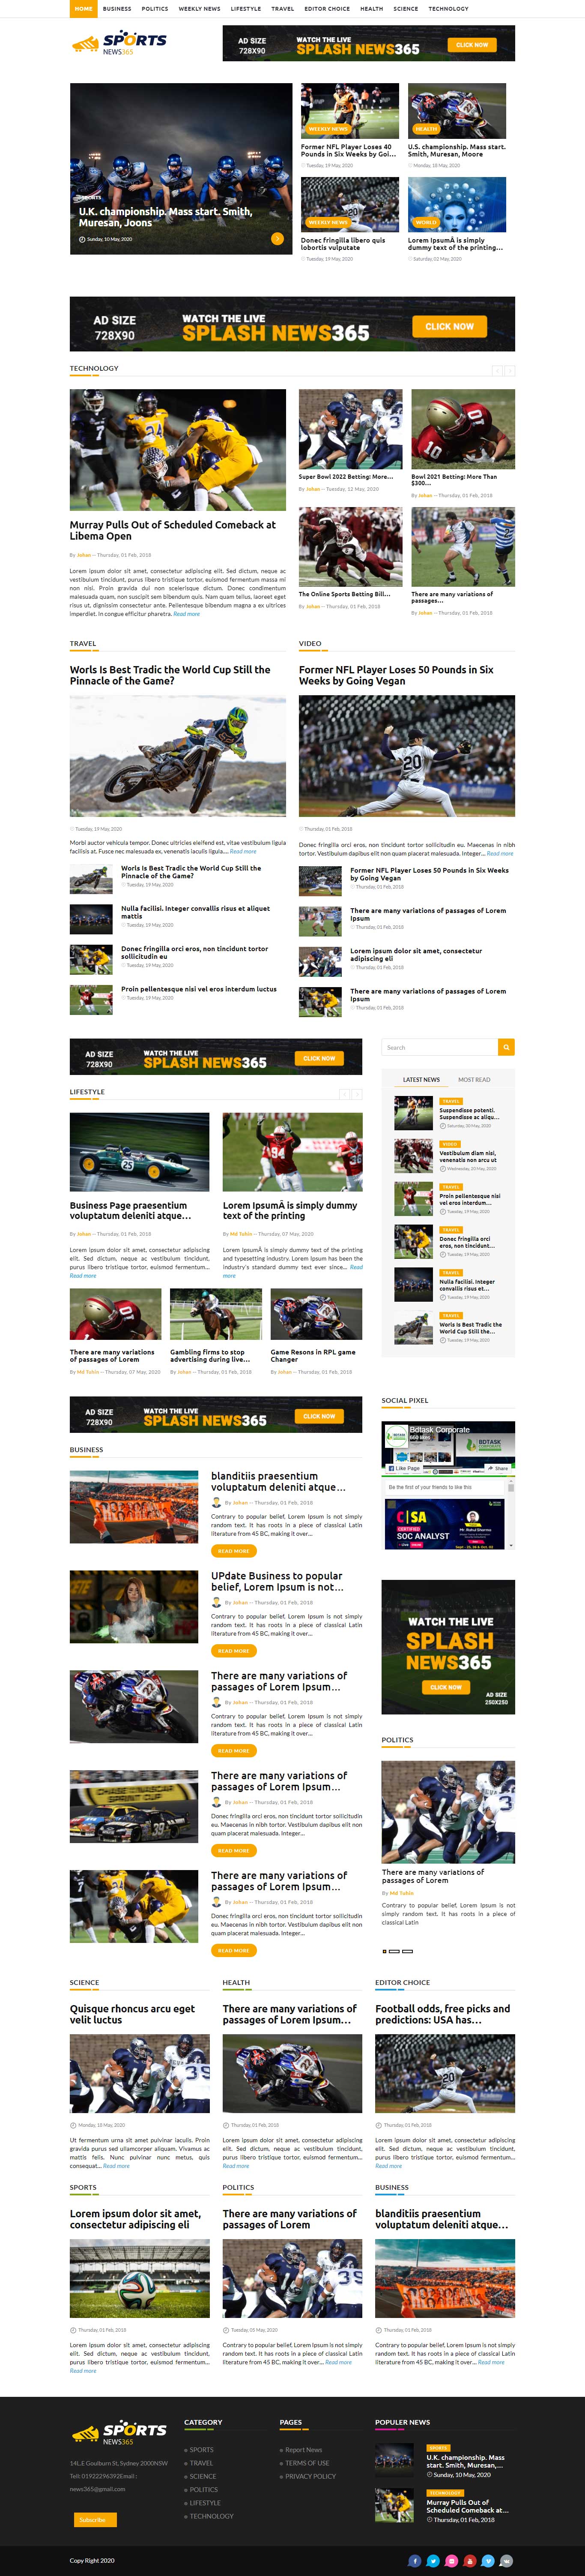 HOME BUSINESS POLITICS WEEKLY NEWS LIFESTYLE TRAVEL EDITOR CHOICE HEALTH SCIENCE TECHNOLOGY
SPORTS
NEWS365
AD SIZE
728X90
WATCH THE LIVE
SPLASH NEWS365
CLICK NOW
SPORTS
U.K. championship. Mass start. Smith,
Muresan, Joons
Sunday, 10 May, 2020
WEEKLY NEWS
Former NFL Player Loses 40
Pounds in Six Weeks by Goi...
Tuesday, 19 May, 2020
HEALTH
U.S. championship. Mass start.
Smith, Muresan, Moore
Monday, 18 May, 2020
WEEKLY NEWS
Donec fringilla libero quis
lobortis vulputate
Tuesday, 19 May, 2020
WORLD
Lorem IpsumÂ is simply
dummy text of the printing...
Saturday, 02 May, 2020
AD SIZE
728X90
WATCH THE LIVE
SPLASH NEWS365
CLICK NOW
TECHNOLOGY
Murray Pulls Out of Scheduled Comeback at
Libema Open
By Johan -- Thursday, 01 Feb, 2018
Lorem ipsum dolor sit amet, consectetur adipiscing elit. Sed dictum, neque ac
vestibulum tincidunt, purus libero tristique tortor, euismod fermentum massa mi
non nisl. Proin gravida dui non scelerisque dictum. Donec condimentum
malesuada quam, non suscipit sem bibendum quis. Nam quam tellus, laoreet eget
risus ut, dignissim consectetur ante. Pellentesque bibendum magna a ex ultrices
imperdiet. In congue efficitur pharetra. Read more
Super Bowl 2022 Betting: More...
By Johan -- Tuesday, 12 May, 2020
Bowl 2021 Betting: More Than
$300...
By Johan -- Thursday, 01 Feb, 2018
The Online Sports Betting Bill...
By Johan -- Thursday, 01 Feb, 2018
There are many variations of
passages...
By Johan -- Thursday, 01 Feb, 2018
TRAVEL
Worls Is Best Tradic the World Cup Still the
Pinnacle of the Game?
Tuesday, 19 May, 2020
Morbi auctor vehicula tempor. Donec ultricies eleifend est, vitae vestibulum ligula
facilisis at. Fusce nec malesuada ex, venenatis iaculis ligula.... Read more
Worls Is Best Tradic the World Cup Still the
Pinnacle of the Game?
Tuesday, 19 May, 2020
Nulla facilisi. Integer convallis risus et aliquet
mattis
Tuesday, 19 May, 2020
Donec fringilla orci eros, non tincidunt tortor
sollicitudin eu
Tuesday, 19 May, 2020
Proin pellentesque nisi vel eros interdum luctus
Tuesday, 19 May, 2020
VIDEO
Former NFL Player Loses 50 Pounds in Six
Weeks by Going Vegan
Thursday, 01 Feb, 2018
Donec fringilla orci eros, non tincidunt tortor sollicitudin eu. Maecenas in nibh
tortor. Vestibulum dapibus elit non quam placerat malesuada. Integer... Read more
Former NFL Player Loses 50 Pounds in Six Weeks
by Going Vegan
Thursday, 01 Feb, 2018
There are many variations of passages of Lorem
Ipsum
Thursday, 01 Feb, 2018
Lorem ipsum dolor sit amet, consectetur
adipiscing eli
Thursday, 01 Feb, 2018
There are many variations of passages of Lorem
Ipsum
Thursday, 01 Feb, 2018
AD SIZE
728X90
WATCH THE LIVE
SPLASH NEWS365
CLICK NOW
LIFESTYLE
Business Page praesentium
voluptatum deleniti atque...
By Johan -- Thursday, 01 Feb, 2018
Lorem ipsum dolor sit amet, consectetur adipiscing
elit. Sed dictum, neque ac vestibulum tincidunt,
purus libero tristique tortor, euismod fermentum...
Read more
Lorem IpsumÂ is simply dummy
text of the printing
By Md Tuhin -- Thursday, 07 May, 2020
Lorem IpsumÂ is simply dummy text of the printing
and typesetting industry. Lorem Ipsum has been the
industry's standard dummy text ever since... Read
more
There are many variations
of passages of Lorem
By Md Tuhin -- Thursday, 07 May, 2020
Gambling firms to stop
advertising during live...
By Johan -- Thursday, 01 Feb, 2018
Game Resons in RPL game
Changer
By Johan -- Thursday, 01 Feb, 2018
Search
LATEST NEWS MOST READ
TRAVEL
Suspendisse potenti.
Suspendisse ac aliqu...
Saturday, 30 May, 2020
VIDEO
Vestibulum diam nisi,
venenatis non arcu ut
Wednesday, 20 May, 2020
TRAVEL
Proin pellentesque nisi
vel eros interdum...
Tuesday, 19 May, 2020
TRAVEL
Donec fringilla orci
eros, non tincidunt...
Tuesday, 19 May, 2020
TRAVEL
Nulla facilisi. Integer
convallis risus et...
Tuesday, 19 May, 2020
TRAVEL
Worls Is Best Tradic the
World Cup Still the...
Tuesday, 19 May, 2020
AD SIZE
728X90
WATCH THE LIVE
SPLASH NEWS365
CLICK NOW
BUSINESS
blanditiis praesentium
voluptatum deleniti atque...
By Johan -- Thursday, 01 Feb, 2018
Contrary to popular belief, Lorem Ipsum is not simply
random text. It has roots in a piece of classical Latin
literature from 45 BC, making it over...
READ MORE
UPdate Business to popular
belief, Lorem Ipsum is not...
By Johan -- Thursday, 01 Feb, 2018
Contrary to popular belief, Lorem Ipsum is not simply
random text. It has roots in a piece of classical Latin
literature from 45 BC, making it over...
READ MORE
There are many variations of
passages of Lorem Ipsum...
By Johan -- Thursday, 01 Feb, 2018
Contrary to popular belief, Lorem Ipsum is not simply
random text. It has roots in a piece of classical Latin
literature from 45 BC, making it over...
READ MORE
There are many variations of
passages of Lorem Ipsum...
By Johan -- Thursday, 01 Feb, 2018
Donec fringilla orci eros, non tincidunt tortor sollicitudin
eu. Maecenas in nibh tortor. Vestibulum dapibus elit non
quam placerat malesuada. Integer...
READ MORE
There are many variations of
passages of Lorem Ipsum...
By Johan -- Thursday, 01 Feb, 2018
Donec fringilla orci eros, non tincidunt tortor sollicitudin
eu. Maecenas in nibh tortor. Vestibulum dapibus elit non
quam placerat malesuada. Integer...
READ MORE
SOCIAL PIXEL
Bdtask Corporate
668 likes
Like Page
Share
Be the first of your friends to like this
C|SA
CERTIFIED
SOC ANALYST
WATCH THE LIVE
SPLASH
NEWS365
CLICK NOW
AD SIZE
250X250
POLITICS
There are many variations of
passages of Lorem
By Md Tuhin
Contrary to popular belief, Lorem Ipsum is not
simply random text. It has roots in a piece of
classical Latin
SCIENCE
Quisque rhoncus arcu eget
velit luctus
Monday, 18 May, 2020
Ut fermentum urna sit amet pulvinar iaculis. Proin
gravida purus sed ullamcorper aliquam. Vivamus ac
mattis felis. Nunc pulvinar nunc metus, quis
consequat... Read more
HEALTH
There are many variations of
passages of Lorem Ipsum...
Thursday, 01 Feb, 2018
Lorem ipsum dolor sit amet, consectetur adipiscing
elit. Sed dictum, neque ac vestibulum tincidunt,
purus libero tristique tortor, euismod fermentum...
Read more
EDITOR CHOICE
Football odds, free picks and
predictions: USA has...
Thursday, 01 Feb, 2018
Lorem ipsum dolor sit amet, consectetur adipiscing
elit. Sed dictum, neque ac vestibulum tincidunt,
purus libero tristique tortor, euismod fermentum...
Read more
SPORTS
Lorem ipsum dolor sit amet,
consectetur adipiscing eli
Thursday, 01 Feb, 2018
Lorem ipsum dolor sit amet, consectetur adipiscing
elit. Sed dictum, neque ac vestibulum tincidunt,
purus libero tristique tortor, euismod fermentum...
Read more
POLITICS
There are many variations of
passages of Lorem
Tuesday, 05 May, 2020
Contrary to popular belief, Lorem Ipsum is not simply
random text. It has roots in a piece of classical Latin
literature from 45 BC, making it over... Read more
BUSINESS
blanditiis praesentium
voluptatum deleniti atque...
Thursday, 01 Feb, 2018
Contrary to popular belief, Lorem Ipsum is not simply
random text. It has roots in a piece of classical Latin
literature from 45 BC, making it over... Read more
SPORTS
NEWS365
14L.E Goulburn St, Sydney 2000NSW
Tell: 01922296392Email :
news365@gmail.com
Subscribe
CATEGORY
SPORTS
TRAVEL
SCIENCE
POLITICS
LIFESTYLE
TECHNOLOGY
PAGES
Report News
TERMS OF USE
PRIVACY POLICY
POPULER NEWS
SPORTS
U.K. championship. Mass
start. Smith, Muresan,...
Sunday, 10 May, 2020
TECHNOLOGY
Murray Pulls Out of
Scheduled Comeback at...
Thursday, 01 Feb, 2018
Copy Right 2020